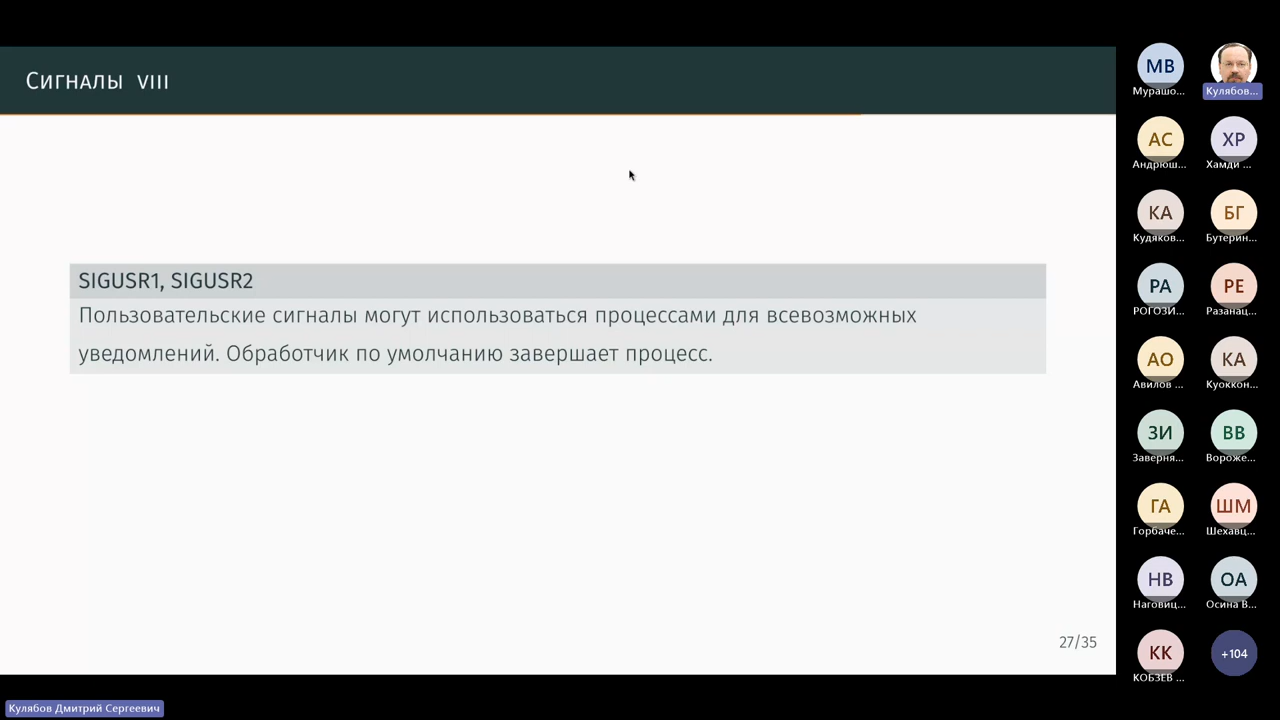 Сигналы VIII
SIGUSR1, SIGUSR2
Пользовательские сигналы могут использоваться процессами для всевозможных
уведомлений. Обработчик по умолчанию завершает процесс.
27/35
МВ
Мурашо...
Кулябов...
АС
Андрюш...
ХР
Хамди ...
КА
Кудяков...
БГ
Бутерин...
РА
РОГОЗИ...
РЕ
Разанац...
АО
Авилов ...
КА
Куоккон...
ЗИ
Заверня...
ВВ
Вороже...
ГА
Горбаче...
ШМ
Шехавц...
НВ
Наговиц...
ОА
Осина В...
КК
КОБЗЕВ ...
+104
Кулябов Дмитрий Сергеевич